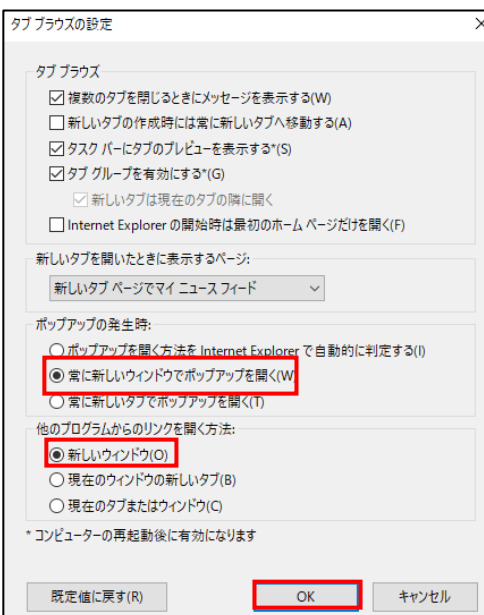 タブ ブラウズの設定
タブ ブラウズ
複数のタブを閉じるときにメッセージを表示する(W)
新しいタブの作成時には常に新しいタブへ移動する(A)
タスク バーにタブのプレビューを表示する*(S)
タブ グループを有効にする*(G)
新しいタブは現在のタブの隣に開く
Internet Explorer の開始時は最初のホーム ページだけを開く(F)
新しいタブを開いたときに表示するページ:
新しいタブ ページでマイ ニュース フィード
ポップアップの発生時:
ポップアップを開く方法を Internet Explorer で自動的に判定する(I)
常に新しいウィンドウでポップアップを開く(W
常に新しいタブでポップアップを開く(T)
他のプログラムからのリンクを開く方法:
新しいウィンドウ(O)
現在のウィンドウの新しいタブ(B)
現在のタブまたはウィンドウ(C)
* コンピューターの再起動後に有効になります
既定値に戻す(R) OK キャンセル